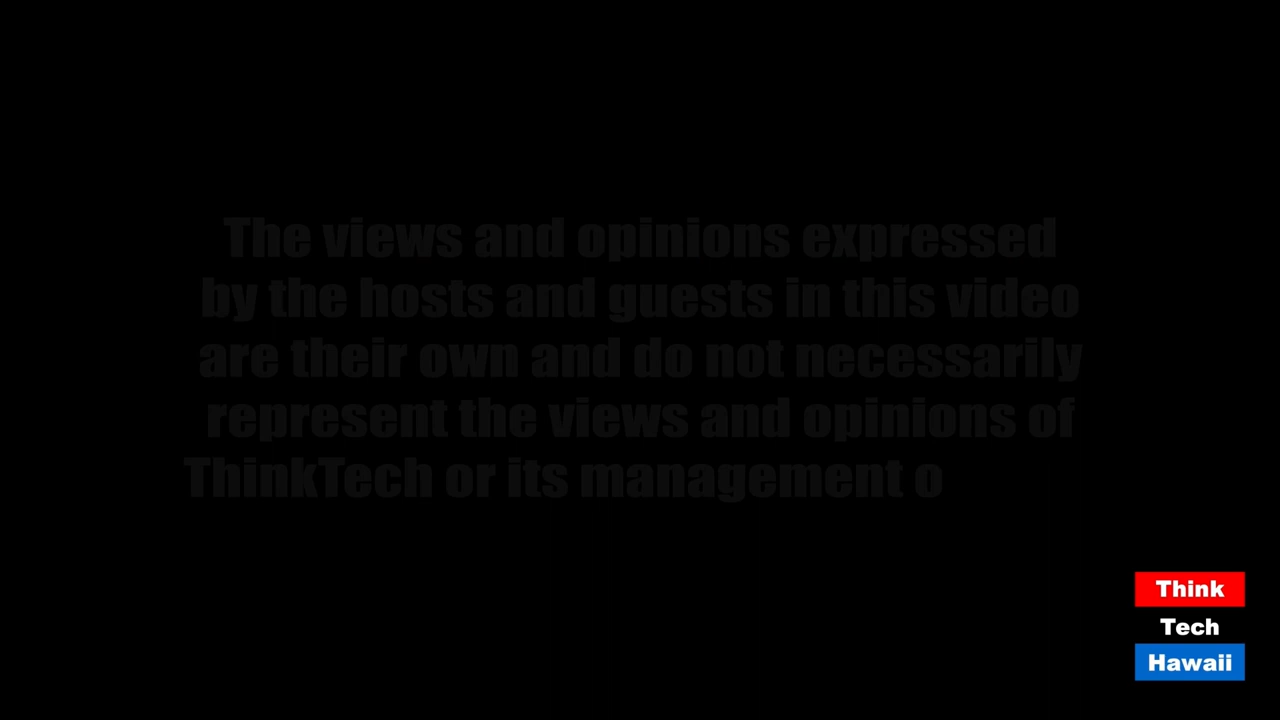 The views and opinions expressed
by the hosts and guests in this video
are their own and do not necessarily
represent the views and opinions of
ThinkTech or its management o
Think
Tech
Hawaii